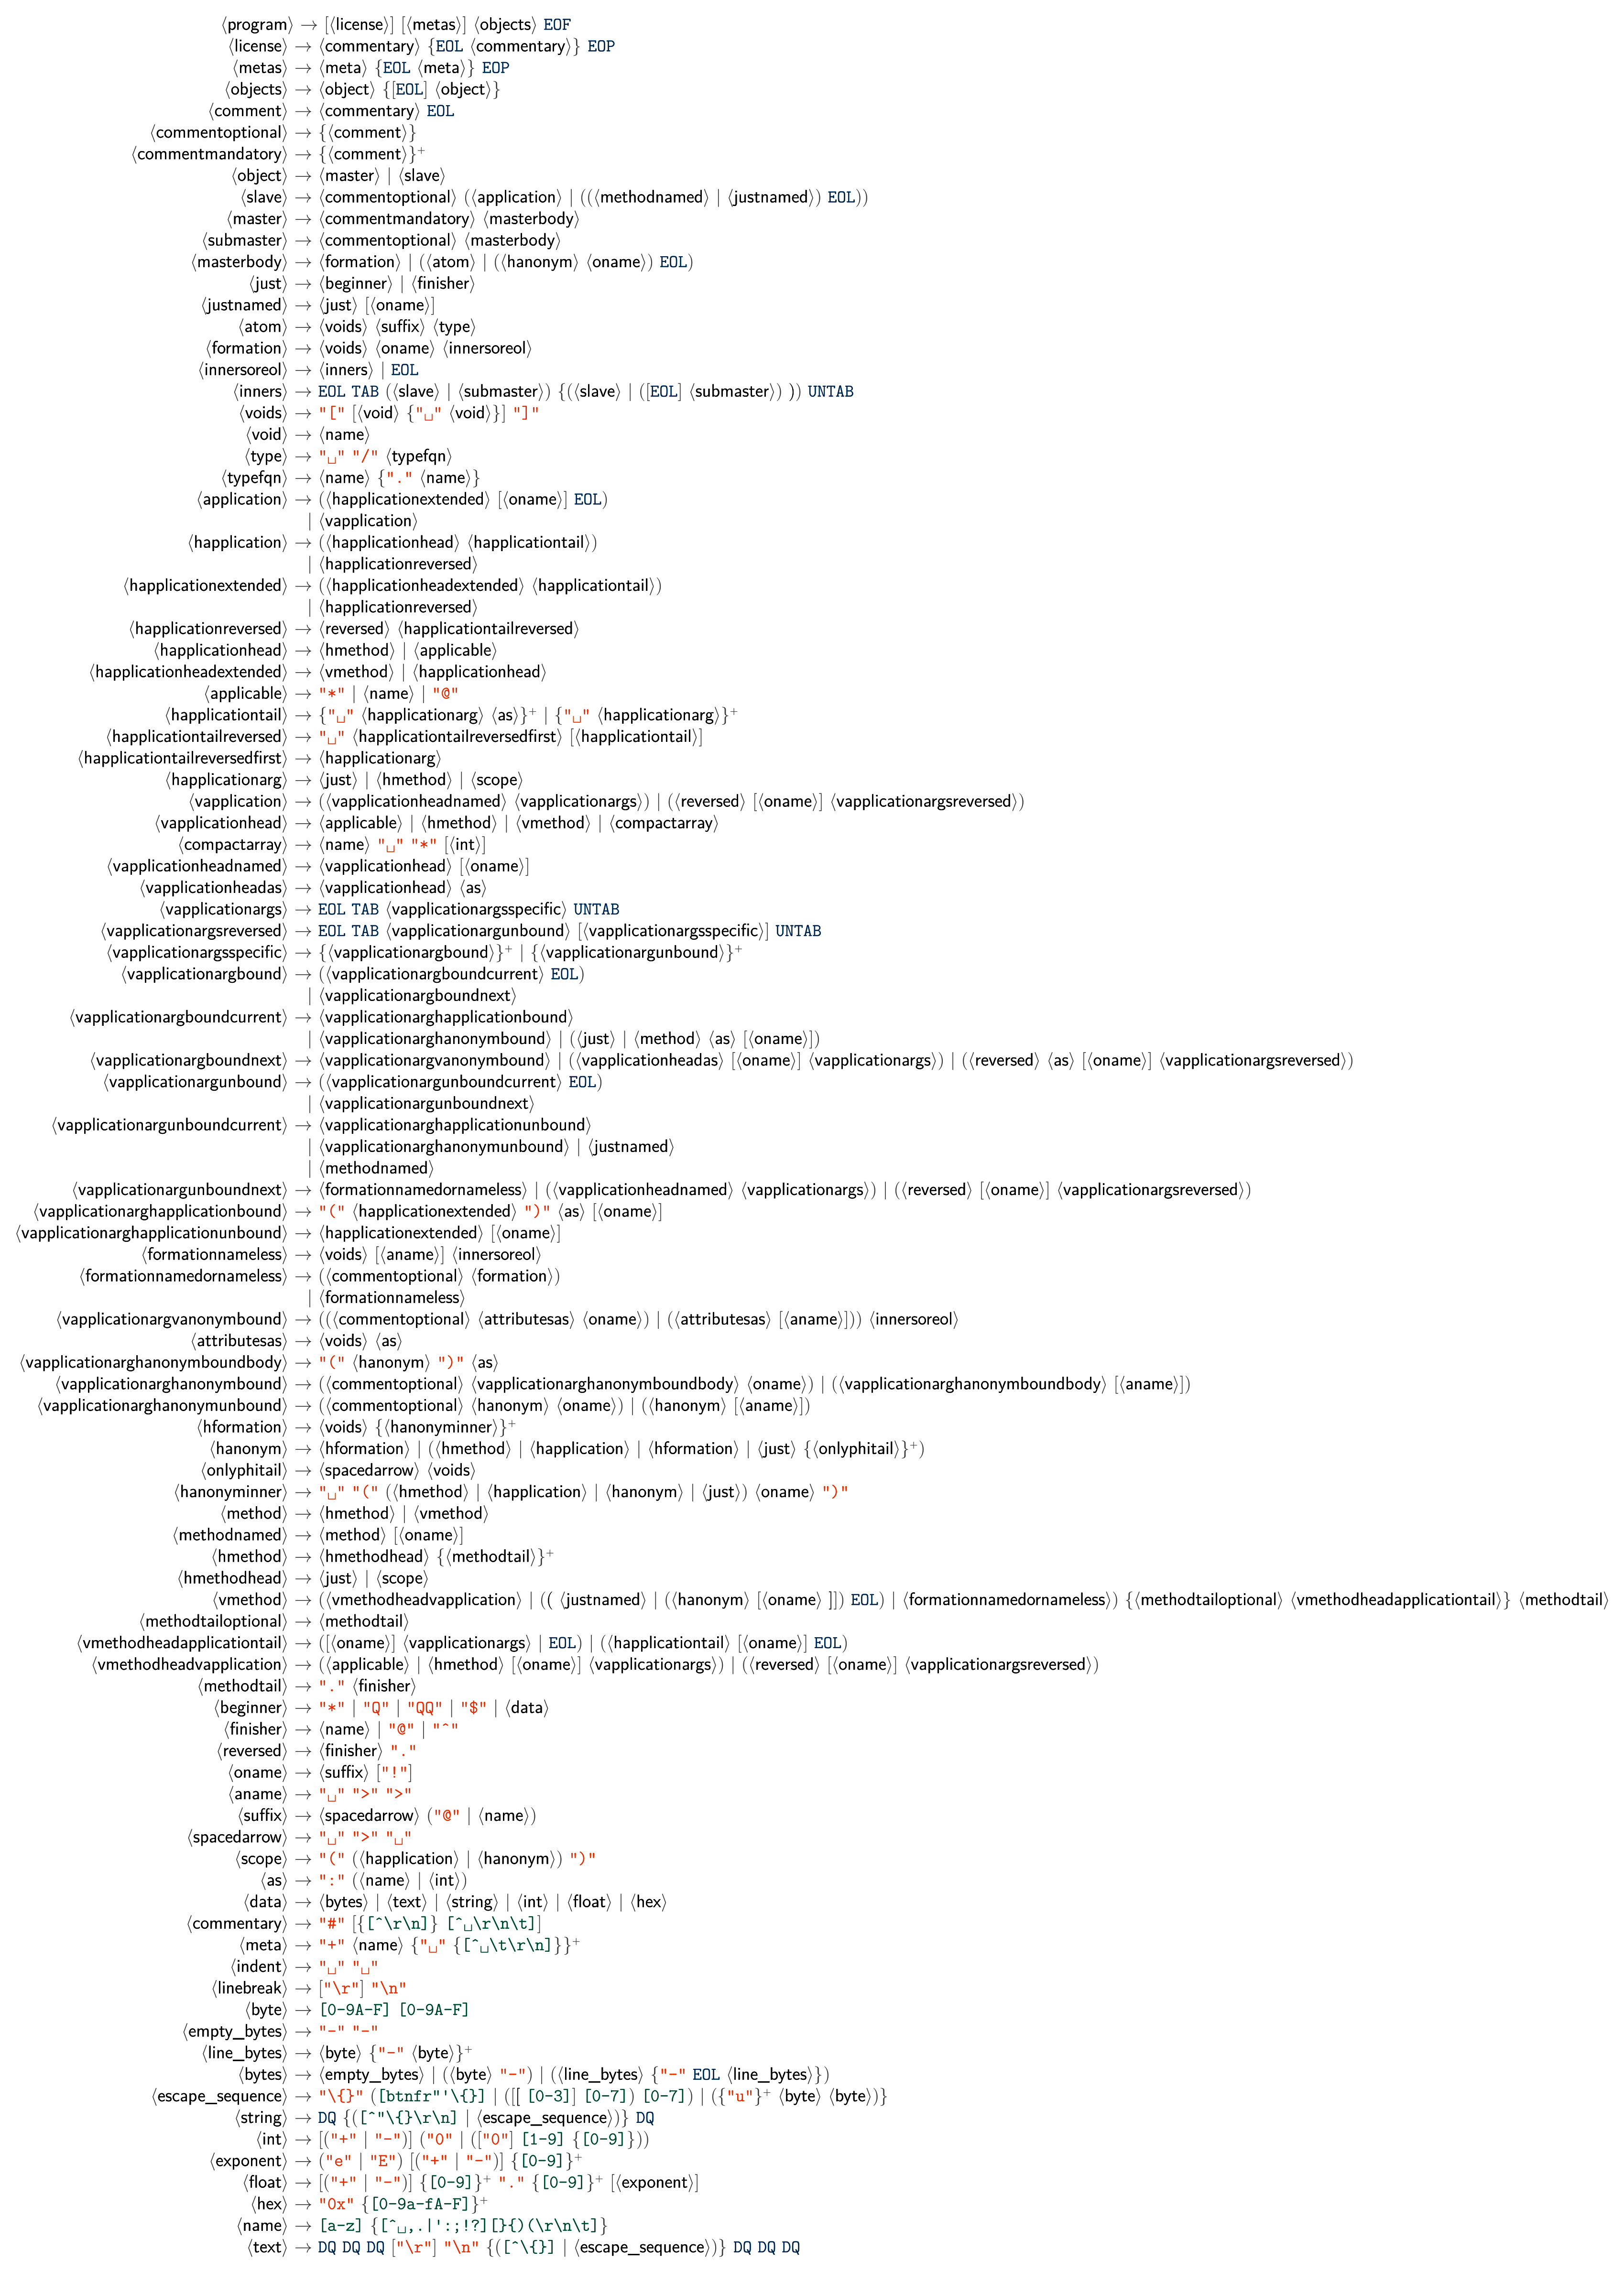 ⟨program⟩ → [⟨license⟩] [⟨metas⟩] ⟨objects⟩ EOF
⟨license⟩ → ⟨commentary⟩ {EOL ⟨commentary⟩} EOP
⟨metas⟩ → ⟨meta⟩ {EOL ⟨meta⟩} EOP
⟨objects⟩ → ⟨object⟩ {[EOL] ⟨object⟩}
⟨comment⟩ → ⟨commentary⟩ EOL
⟨commentoptional⟩ → {⟨comment⟩}
⟨commentmandatory⟩ → {⟨comment⟩}⁺
⟨object⟩ → ⟨master⟩ | ⟨slave⟩
⟨slave⟩ → ⟨commentoptional⟩ (⟨application⟩ | ((⟨methodnamed⟩ | ⟨justnamed⟩) EOL))
⟨master⟩ → ⟨commentmandatory⟩ ⟨masterbody⟩
⟨submaster⟩ → ⟨commentoptional⟩ ⟨masterbody⟩
⟨masterbody⟩ → ⟨formation⟩ | (⟨atom⟩ | (⟨hanonym⟩ ⟨oname⟩) EOL)
⟨just⟩ → ⟨beginner⟩ | ⟨finisher⟩
⟨justnamed⟩ → ⟨just⟩ [⟨oname⟩]
⟨atom⟩ → ⟨voids⟩ ⟨suffix⟩ ⟨type⟩
⟨formation⟩ → ⟨voids⟩ ⟨oname⟩ ⟨innersoreol⟩
⟨innersoreol⟩ → ⟨inners⟩ | EOL
⟨inners⟩ → EOL TAB (⟨slave⟩ | ⟨submaster⟩) {(⟨slave⟩ | ([EOL] ⟨submaster⟩) )} UNTAB
⟨voids⟩ → "[" [⟨void⟩ {"␣" ⟨void⟩}] "]"
⟨void⟩ → ⟨name⟩
⟨type⟩ → "␣" "/" ⟨typefqn⟩
⟨typefqn⟩ → ⟨name⟩ {"." ⟨name⟩}
⟨application⟩ → (⟨happlicationextended⟩ [⟨oname⟩] EOL)
| ⟨vapplication⟩
⟨happlication⟩ → (⟨happlicationhead⟩ ⟨happlicationtail⟩)
| ⟨happlicationreversed⟩
⟨happlicationextended⟩ → (⟨happlicationheadextended⟩ ⟨happlicationtail⟩)
| ⟨happlicationreversed⟩
⟨happlicationreversed⟩ → ⟨reversed⟩ ⟨happlicationtailreversed⟩
⟨happlicationhead⟩ → ⟨hmethod⟩ | ⟨applicable⟩
⟨happlicationheadextended⟩ → ⟨vmethod⟩ | ⟨happlicationhead⟩
⟨applicable⟩ → "*" | ⟨name⟩ | "@"
⟨happlicationtail⟩ → {"␣" ⟨happlicationarg⟩ ⟨as⟩}⁺ | {"␣" ⟨happlicationarg⟩}⁺
⟨happlicationtailreversed⟩ → "␣" ⟨happlicationtailreversedfirst⟩ [⟨happlicationtail⟩]
⟨happlicationtailreversedfirst⟩ → ⟨happlicationarg⟩
⟨happlicationarg⟩ → ⟨just⟩ | ⟨hmethod⟩ | ⟨scope⟩
⟨vapplication⟩ → (⟨vapplicationheadnamed⟩ ⟨vapplicationargs⟩) | (⟨reversed⟩ [⟨oname⟩] ⟨vapplicationargsreversed⟩)
⟨vapplicationhead⟩ → ⟨applicable⟩ | ⟨hmethod⟩ | ⟨vmethod⟩ | ⟨compactarray⟩
⟨compactarray⟩ → ⟨name⟩ "␣" "*" [⟨int⟩]
⟨vapplicationheadnamed⟩ → ⟨vapplicationhead⟩ [⟨oname⟩]
⟨vapplicationheadas⟩ → ⟨vapplicationhead⟩ ⟨as⟩
⟨vapplicationargs⟩ → EOL TAB ⟨vapplicationargsspecific⟩ UNTAB
⟨vapplicationargsreversed⟩ → EOL TAB ⟨vapplicationargunbound⟩ [⟨vapplicationargsspecific⟩] UNTAB
⟨vapplicationargsspecific⟩ → {⟨vapplicationargbound⟩}⁺ | {⟨vapplicationargunbound⟩}⁺
⟨vapplicationargbound⟩ → (⟨vapplicationargboundcurrent⟩ EOL)
| ⟨vapplicationargboundnext⟩
⟨vapplicationargboundcurrent⟩ → ⟨vapplicationarghapplicationbound⟩
| ⟨vapplicationarghanonymbound⟩ | (⟨just⟩ | ⟨method⟩ ⟨as⟩ [⟨oname⟩])
⟨vapplicationargboundnext⟩ → ⟨vapplicationargvanonymbound⟩ | (⟨vapplicationheadas⟩ [⟨oname⟩] ⟨vapplicationargs⟩) | (⟨reversed⟩ ⟨as⟩ [⟨oname⟩] ⟨vapplicationargsreversed⟩)
⟨vapplicationargunbound⟩ → (⟨vapplicationargunboundcurrent⟩ EOL)
| ⟨vapplicationargunboundnext⟩
⟨vapplicationargunboundcurrent⟩ → ⟨vapplicationarghapplicationunbound⟩
| ⟨vapplicationarghanonymunbound⟩ | ⟨justnamed⟩
| ⟨methodnamed⟩
⟨vapplicationargunboundnext⟩ → ⟨formationnamedornameless⟩ | (⟨vapplicationheadnamed⟩ ⟨vapplicationargs⟩) | (⟨reversed⟩ [⟨oname⟩] ⟨vapplicationargsreversed⟩)
⟨vapplicationarghapplicationbound⟩ → "(" ⟨happlicationextended⟩ ")" ⟨as⟩ [⟨oname⟩]
⟨vapplicationarghapplicationunbound⟩ → ⟨happlicationextended⟩ [⟨oname⟩]
⟨formationnameless⟩ → ⟨voids⟩ [⟨aname⟩] ⟨innersoreol⟩
⟨formationnamedornameless⟩ → (⟨commentoptional⟩ ⟨formation⟩)
| ⟨formationnameless⟩
⟨vapplicationargvanonymbound⟩ → ((⟨commentoptional⟩ ⟨attributesas⟩ ⟨oname⟩) | (⟨attributesas⟩ [⟨aname⟩])) ⟨innersoreol⟩
⟨attributesas⟩ → ⟨voids⟩ ⟨as⟩
⟨vapplicationarghanonymboundbody⟩ → "(" ⟨hanonym⟩ ")" ⟨as⟩
⟨vapplicationarghanonymbound⟩ → (⟨commentoptional⟩ ⟨vapplicationarghanonymboundbody⟩ ⟨oname⟩) | (⟨vapplicationarghanonymboundbody⟩ [⟨aname⟩])
⟨vapplicationarghanonymunbound⟩ → (⟨commentoptional⟩ ⟨hanonym⟩ ⟨oname⟩) | (⟨hanonym⟩ [⟨aname⟩])
⟨hformation⟩ → ⟨voids⟩ {⟨hanonyminner⟩}⁺
⟨hanonym⟩ → ⟨hformation⟩ | (⟨hmethod⟩ | ⟨happlication⟩ | ⟨hformation⟩ | ⟨just⟩ {⟨onlyphitail⟩}⁺)
⟨onlyphitail⟩ → ⟨spacedarrow⟩ ⟨voids⟩
⟨hanonyminner⟩ → "␣" "(" (⟨hmethod⟩ | ⟨happlication⟩ | ⟨hanonym⟩ | ⟨just⟩) ⟨oname⟩ ")"
⟨method⟩ → ⟨hmethod⟩ | ⟨vmethod⟩
⟨methodnamed⟩ → ⟨method⟩ [⟨oname⟩]
⟨hmethod⟩ → ⟨hmethodhead⟩ {⟨methodtail⟩}⁺
⟨hmethodhead⟩ → ⟨just⟩ | ⟨scope⟩
⟨vmethod⟩ → (⟨vmethodheadvapplication⟩ | (( ⟨justnamed⟩ | (⟨hanonym⟩ [⟨oname⟩ ]]) EOL) | ⟨formationnamedornameless⟩) {⟨methodtailoptional⟩ ⟨vmethodheadapplicationtail⟩} ⟨methodtail⟩
⟨methodtailoptional⟩ → ⟨methodtail⟩
⟨vmethodheadapplicationtail⟩ → ([⟨oname⟩] ⟨vapplicationargs⟩ | EOL) | (⟨happlicationtail⟩ [⟨oname⟩] EOL)
⟨vmethodheadvapplication⟩ → (⟨applicable⟩ | ⟨hmethod⟩ [⟨oname⟩] ⟨vapplicationargs⟩) | (⟨reversed⟩ [⟨oname⟩] ⟨vapplicationargsreversed⟩)
⟨methodtail⟩ → "." ⟨finisher⟩
⟨beginner⟩ → "*" | "Q" | "QQ" | "$" | ⟨data⟩
⟨finisher⟩ → ⟨name⟩ | "@" | "^"
⟨reversed⟩ → ⟨finisher⟩ "."
⟨oname⟩ → ⟨suffix⟩ ["!"]
⟨aname⟩ → "␣" ">" ">"
⟨suffix⟩ → ⟨spacedarrow⟩ ("@" | ⟨name⟩)
⟨spacedarrow⟩ → "␣" ">" "␣"
⟨scope⟩ → "(" (⟨happlication⟩ | ⟨hanonym⟩) ")"
⟨as⟩ → ":" (⟨name⟩ | ⟨int⟩)
⟨data⟩ → ⟨bytes⟩ | ⟨text⟩ | ⟨string⟩ | ⟨int⟩ | ⟨float⟩ | ⟨hex⟩
⟨commentary⟩ → "#" [{[^\r\n]} [^␣\r\n\t]]
⟨meta⟩ → "+" ⟨name⟩ {"␣" {[^␣\t\r\n]}}⁺
⟨indent⟩ → "␣" "␣"
⟨linebreak⟩ → ["\r"] "\n"
⟨byte⟩ → [0-9A-F] [0-9A-F]
⟨empty_bytes⟩ → "-" "-"
⟨line_bytes⟩ → ⟨byte⟩ {"-" ⟨byte⟩}⁺
⟨bytes⟩ → ⟨empty_bytes⟩ | (⟨byte⟩ "-") | (⟨line_bytes⟩ {"-" EOL ⟨line_bytes⟩})
⟨escape_sequence⟩ → "\{}" ([btnfr"'\{}] | ([[ [0-3]] [0-7]) [0-7]) | ({"u"}⁺ ⟨byte⟩ ⟨byte⟩)}
⟨string⟩ → DQ {([^"\{}\r\n] | ⟨escape_sequence⟩)} DQ
⟨int⟩ → [("+" | "-")] ("0" | (["0"] [1-9] {[0-9]}))
⟨exponent⟩ → ("e" | "E") [("+" | "-")] {[0-9]}⁺
⟨float⟩ → [("+" | "-")] {[0-9]}⁺ "." {[0-9]}⁺ [⟨exponent⟩]
⟨hex⟩ → "0x" {[0-9a-fA-F]}⁺
⟨name⟩ → [a-z] {[^␣,.|':;!?][}{)(\r\n\t]}
⟨text⟩ → DQ DQ DQ ["\r"] "\n" {([^\{}] | ⟨escape_sequence⟩)} DQ DQ DQ